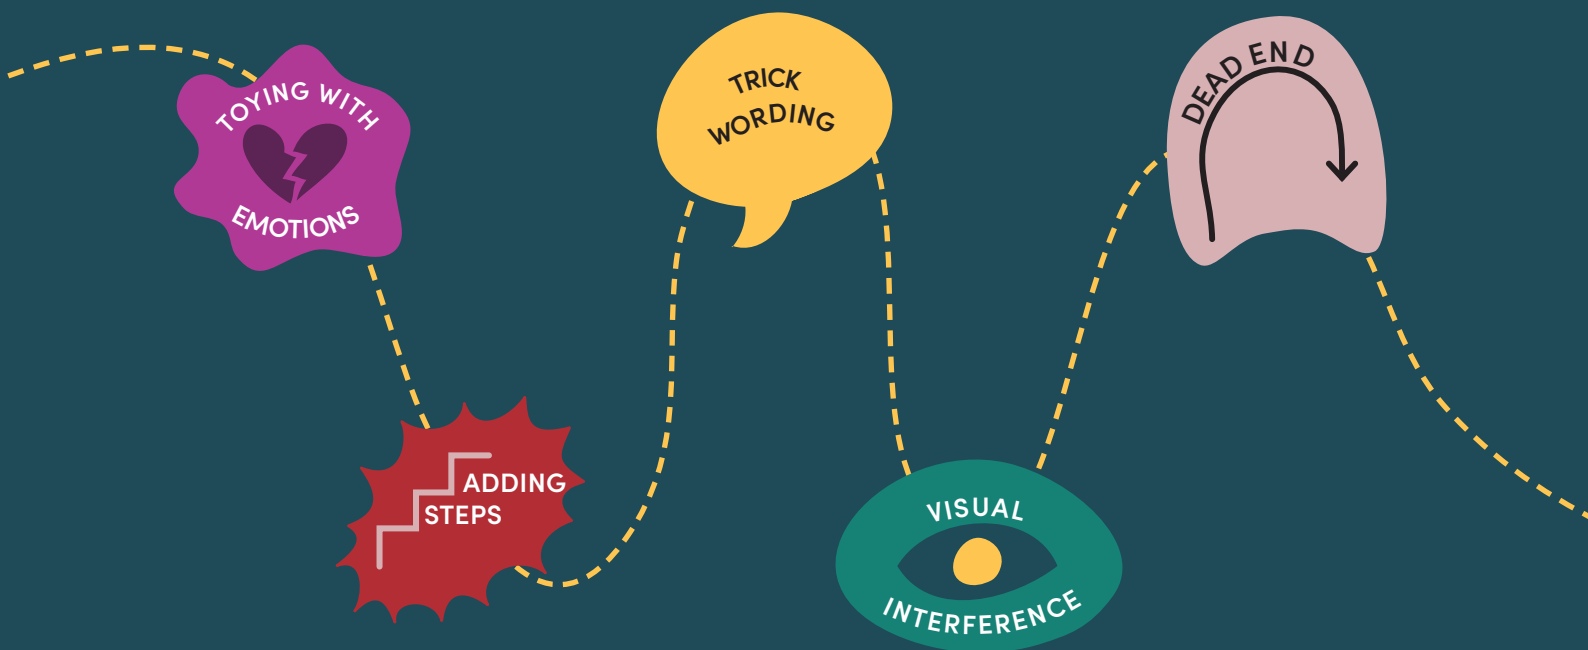 TOYING WITH
EMOTIONS
ADDING
STEPS
TRICK
WORDING
VISUAL
INTERFERENCE
DEAD END